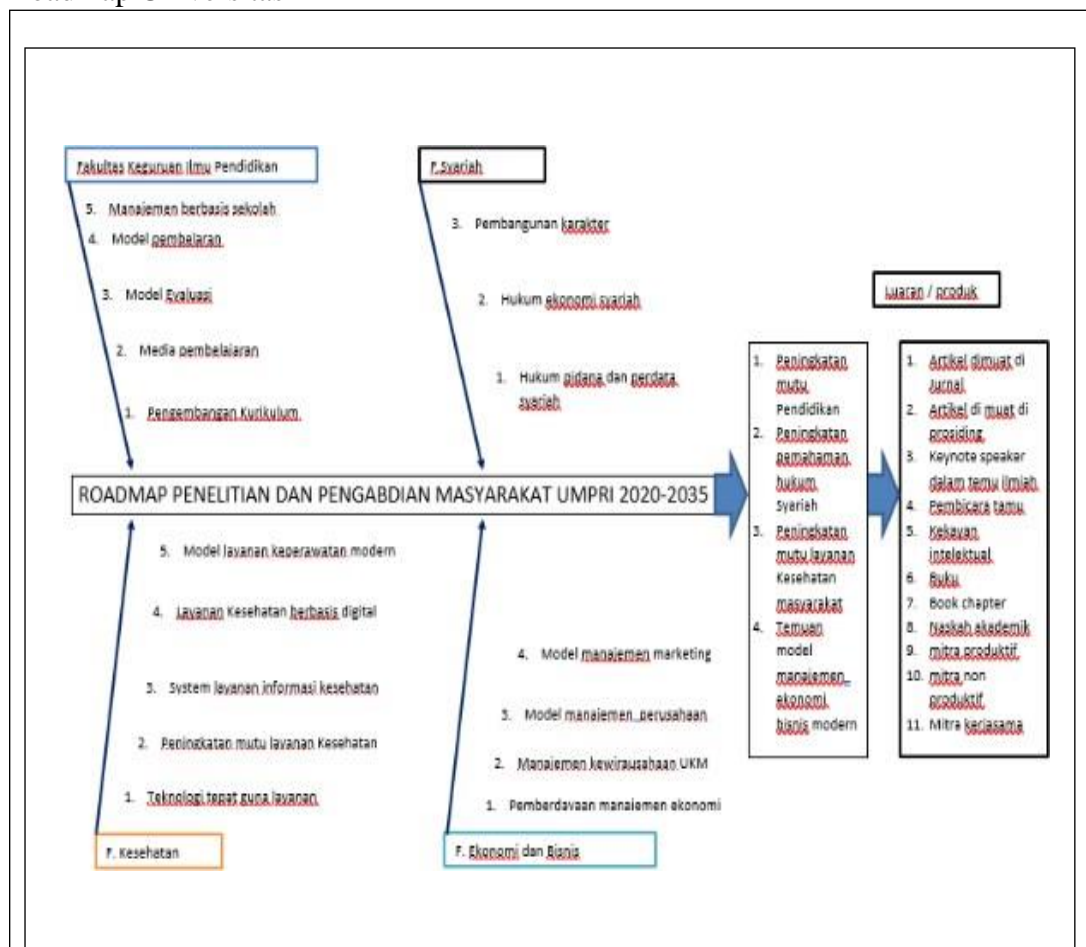 Fakultas Keguruan Ilmu Pendidikan
5. Manajemen berbasis sekolah
4. Model pembelaran
3. Model Evaluasi
2. Media pembelajaran
1. Pengembangan Kurikulum
F.Syariah
3. Pembangunan karakter
2. Hukum ekonomi syariah
1. Hukum pidana dan perdata
syariah
ROADMAP PENELITIAN DAN PENGABDIAN MASYARAKAT UMPRI 2020-2035
5. Model layanan keperawatan modern
4. Layanan Kesehatan berbasis digital
3. System layanan informasi kesehatan
2. Peningkatan mutu layanan Kesehatan
1. Teknologi tepat guna layanan
F. Kesehatan
4. Model manajemen marketing
3. Model manajemen perusahaan
2. Manajemen kewirausahaan UKM
1. Pemberdayaan manajemen ekonomi
F. Ekonomi dan Bisnis
1. Peningkatan
mutu
Pendidikan
2. Peningkatan
pemahaman
hukum
Syariah
3. Peningkatan
mutu layanan
Kesehatan
masyarakat
4. Temuan
model
manajemen
ekonomi
bisnis modern
Luaran / produk
1. Artikel dimuat di
Jurnal
2. Artikel di muat di
prosiding
3. Keynote speaker
dalam temu ilmiah
4. Pembicara tamu
5. Kekayan
intelektual
6. Buku
7. Book chapter
8. Naskah akademik
9. mitra produktif
10. mitra non
produktif
11. Mitra kerjasama